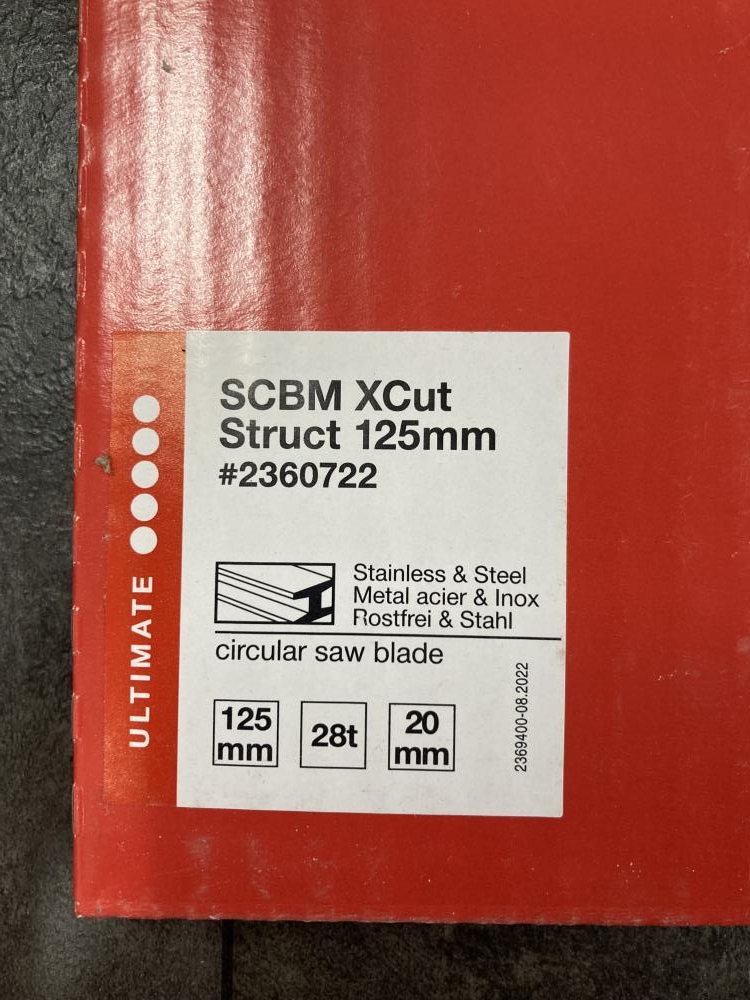 SCBM XCut
Struct 125mm
#2360722
Stainless & Steel
Metal acier & Inox
Rostfrei & Stahl
circular saw blade
125
mm
28t
20
mm
2369400-08.2022
ULTIMATE